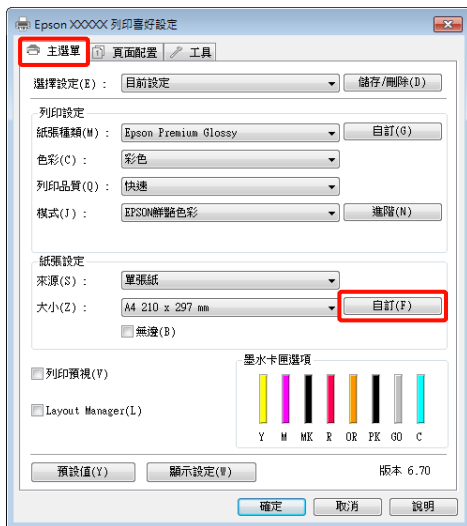 Epson XXXXX 列印喜好設定
主選單 頁面配置 工具
選擇設定(E)： 目前設定 儲存/刪除(D)
列印設定
紙張種類(M)： Epson Premium Glossy 自訂(G)
色彩(C)： 彩色
列印品質(Q)： 快速
模式(J)： EPSON鮮豔色彩 進階(N)
紙張設定
來源(S)： 單張紙
大小(Z)： A4 210 x 297 mm 自訂(F)
無邊(B)
墨水卡匣選項
列印預視(V)
Layout Manager(L)
Y M MK R OR PK GO C
預設值(Y) 顯示設定(W) 版本 6.70
確定 取消 說明